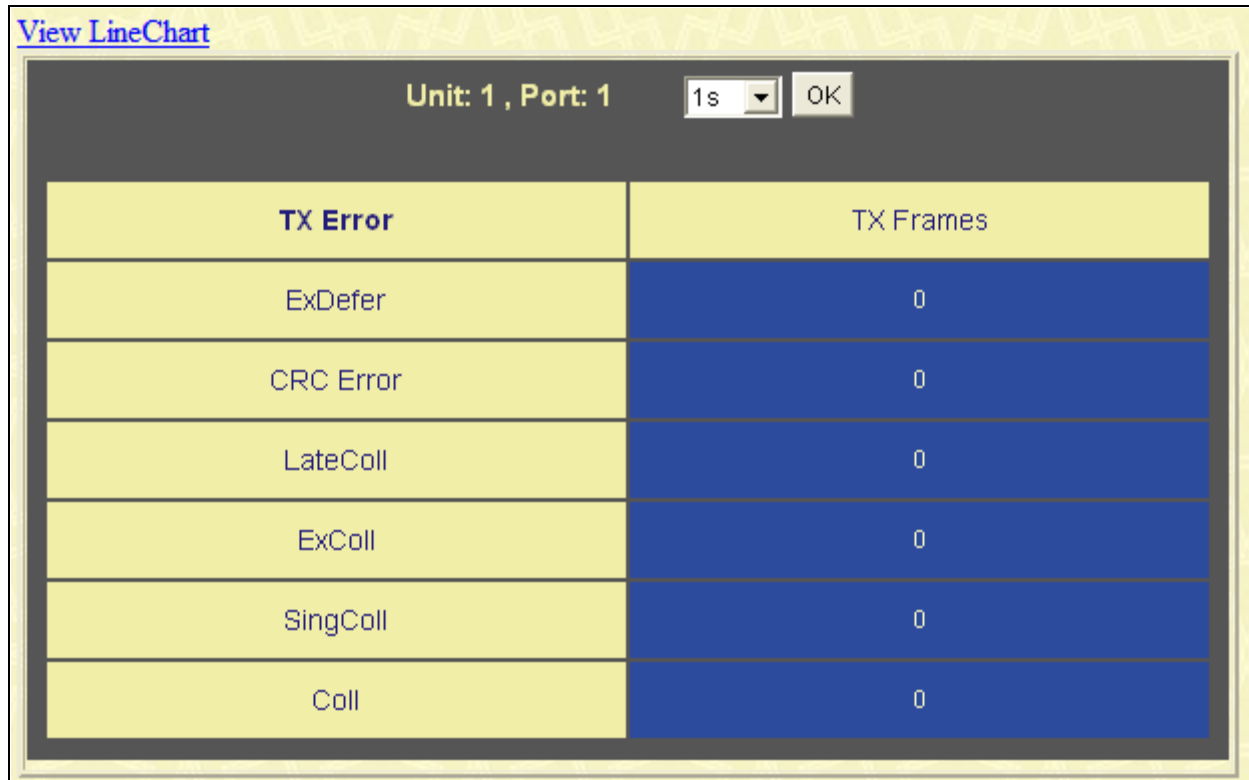 View LineChart
Unit: 1 , Port: 1 1s OK
TX Error TX Frames
ExDefer 0
CRC Error 0
LateColl 0
ExColl 0
SingColl 0
Coll 0